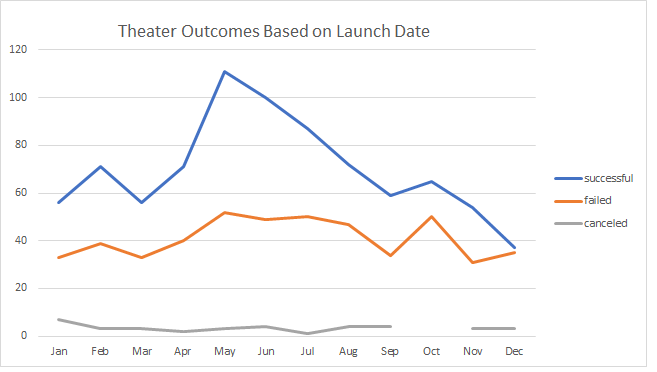 Theater Outcomes Based on Launch Date
120
100
80
60
40
20
0
Jan Feb Mar Apr May Jun Jul Aug Sep Oct Nov Dec
successful
failed
canceled